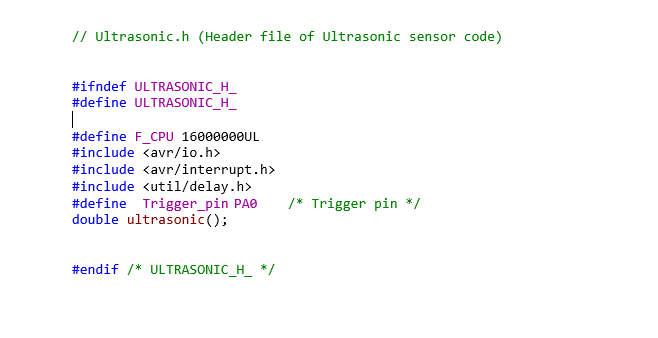 // Ultrasonic.h (Header file of Ultrasonic sensor code)
#ifndef ULTRASONIC_H_
#define ULTRASONIC_H_
#define F_CPU 16000000UL
#include <avr/io.h>
#include <avr/interrupt.h>
#include <util/delay.h>
#define  Trigger_pin PA0    /* Trigger pin */
double ultrasonic();
#endif /* ULTRASONIC_H_ */